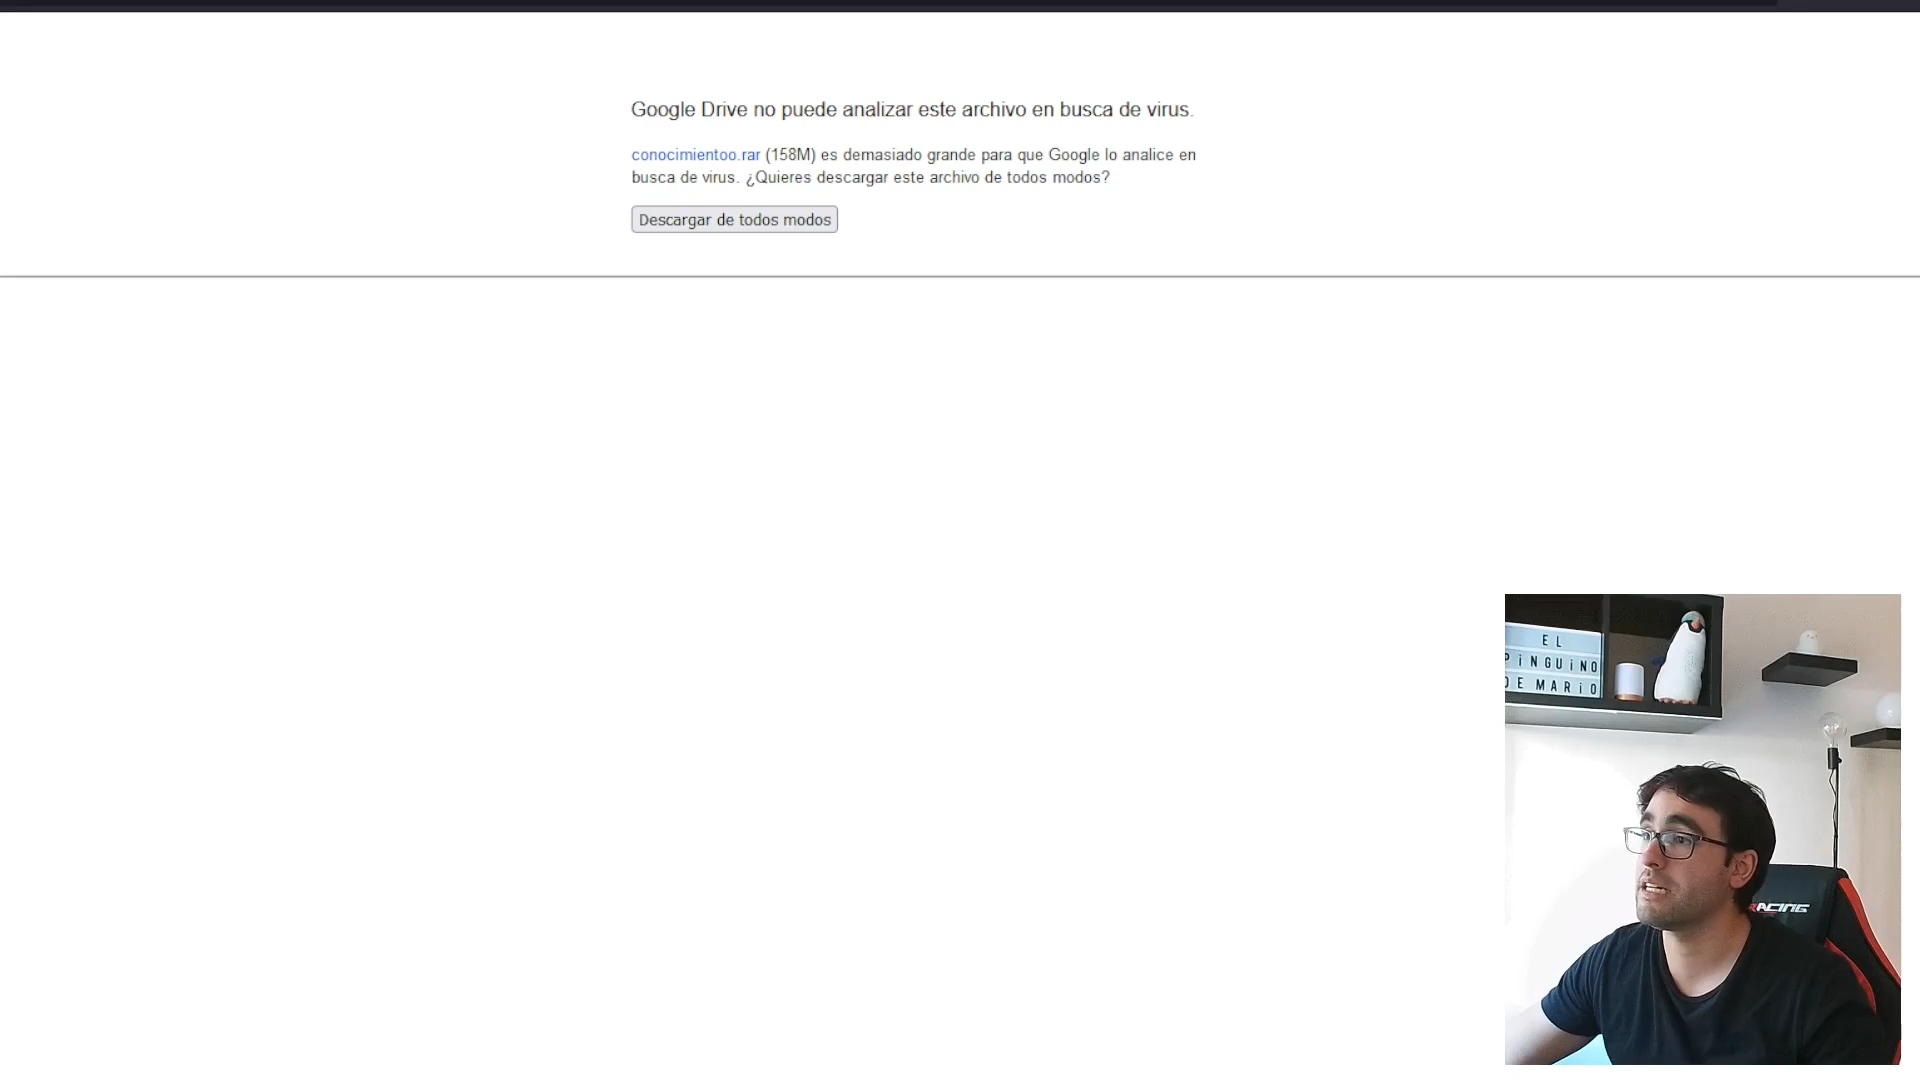 Google Drive no puede analizar este archivo en busca de virus.
conocimientoo.rar (158M) es demasiado grande para que Google lo analice en
busca de virus. ¿Quieres descargar este archivo de todos modos?
Descargar de todos modos
EL
PiNGUiNO
DE MARiO
RACING